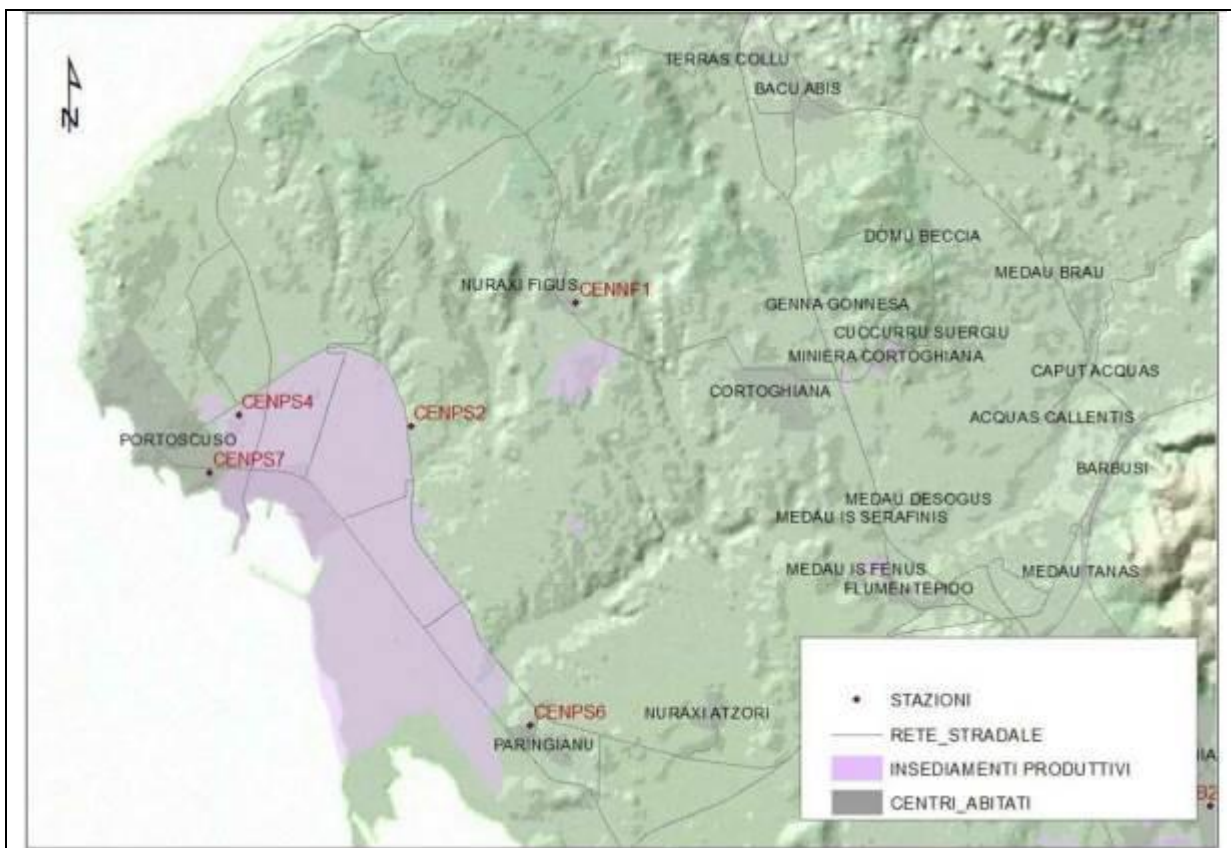 N
TERRAS COLLU
BACU ABIS
DOMU BECCIA
MEDAU BRAU
NURAXI FIGUS
CENNF1
GENNA GONNESA
CUCCURRU SUERGIU
MINIERA CORTOGHIANA
CAPUT ACQUAS
CORTOGHIANA
CENPS4
CENPS2
ACQUAS CALLENTIS
PORTOSCUSO
CENPS7
BARBUSI
MEDAU DESOGUS
MEDAU IS SERAFINIS
MEDAU IS FENUS
MEDAU TANAS
FLUMENTEPIDO
CENPS6
NURAXI ATZORI
PARINGIANU
STAZIONI
RETE_STRADALE
INSEDIAMENTI PRODUTTIVI
CENTRI_ABITATI